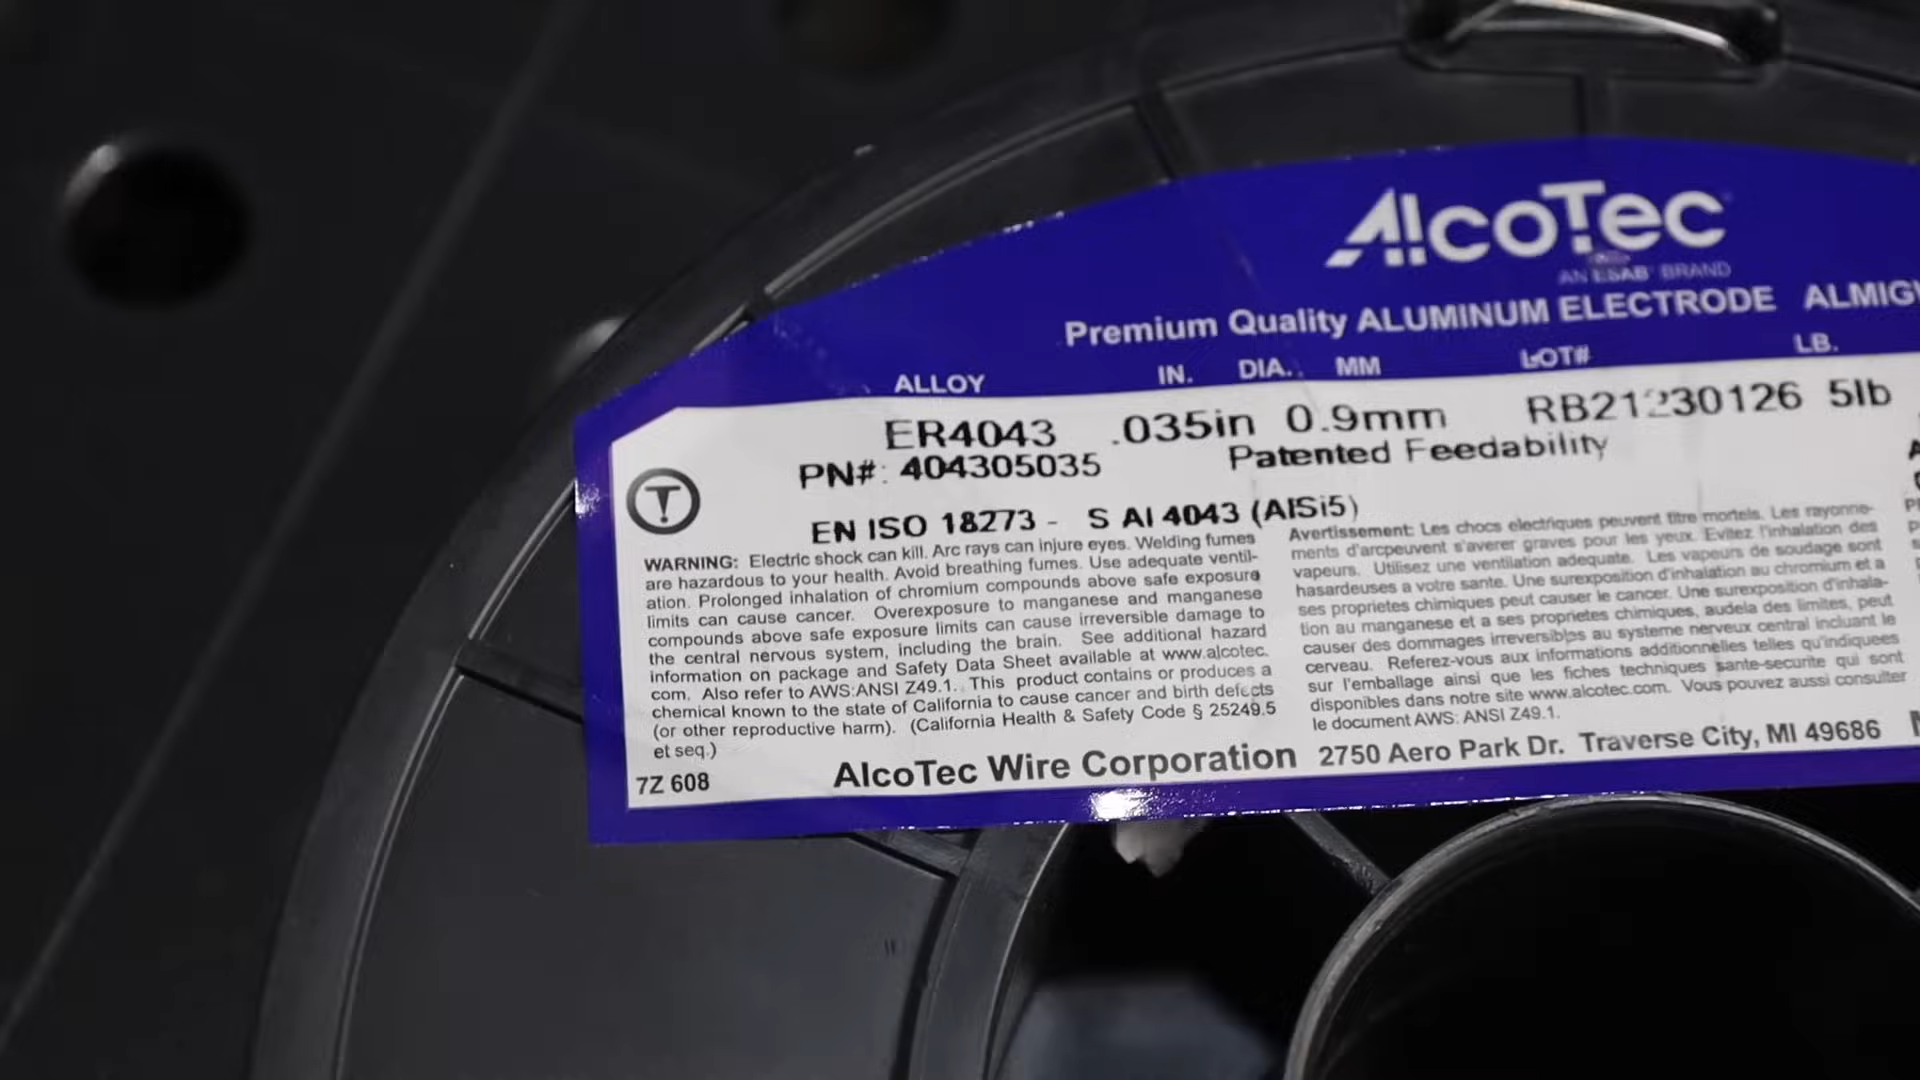 AlcoTec
AN ESAB BRAND
Premium Quality ALUMINUM ELECTRODE
ALLOY IN. DIA. MM LOT# LB.
ER4043 .035in 0.9mm 5lb
PN#: 404305035 Patented Feedability
EN ISO 18273 - S Al 4043 (AlSi5)
WARNING: Electric shock can kill. Arc rays can injure eyes. Welding fumes
are hazardous to your health. Avoid breathing fumes. Use adequate ventil-
ation. Prolonged inhalation of chromium compounds above safe exposure
limits can cause cancer. Overexposure to manganese and manganese
compounds above safe exposure limits can cause irreversible damage to
the central nervous system, including the brain. See additional hazard
information on package and Safety Data Sheet available at www.alcotec.
com. Also refer to AWS:ANSI Z49.1. This product contains or produces a
chemical known to the state of California to cause cancer and birth defects
(or other reproductive harm). (California Health & Safety Code § 25249.5
et seq.)
Avertissement: Les chocs electriques peuvent titre mortels. Les rayonne-
ments d'arcpeuvent s'averer graves pour les yeux. Evitez l'inhalation des
vapeurs. Utilisez une ventilation adequate. Les vapeurs de soudage sont
hasardeuses a votre sante. Une surexposition d'inhalation au chromium et a
ses proprietes chimiques peut causer le cancer. Une surexposition d'inhala-
tion au manganese et a ses proprietes chimiques, audela des limites, peut
causer des dommages irreversibles au systeme nerveux central incluant le
cerveau. Referez-vous aux informations additionnelles telles qu'indiquees
sur l'emballage ainsi que les fiches techniques sante-securite qui sont
disponibles dans notre site www.alcotec.com. Vous pouvez aussi consulter
le document AWS: ANSI Z49.1.
7Z 608
AlcoTec Wire Corporation 2750 Aero Park Dr. Traverse City, MI 49686